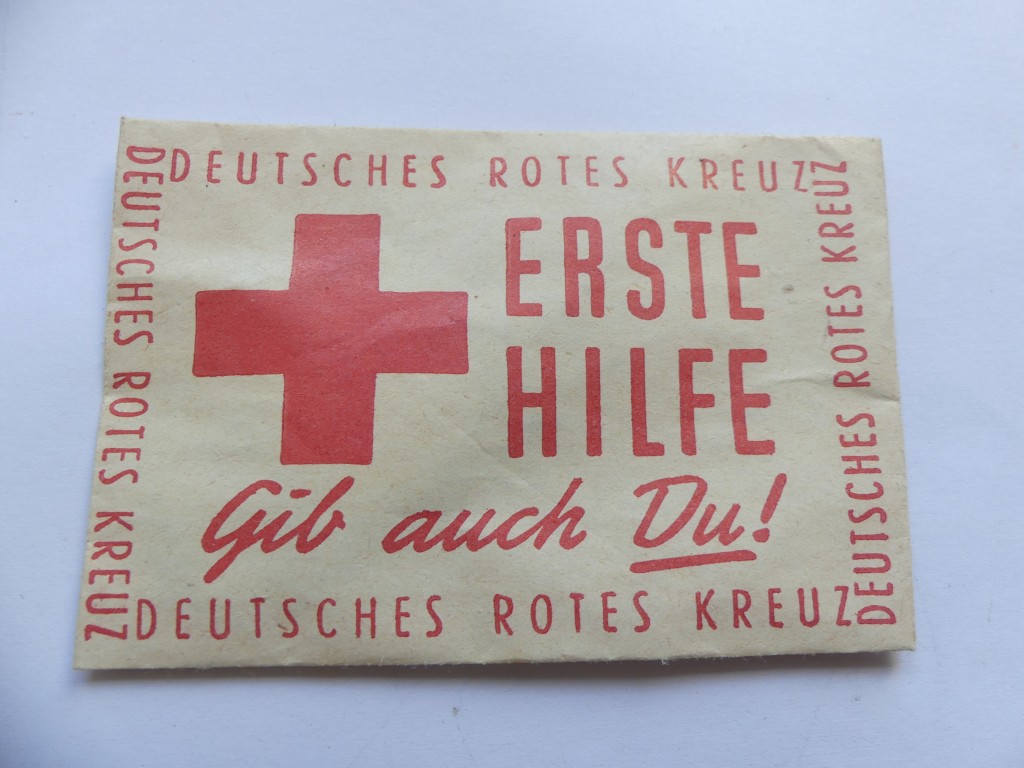 DEUTSCHES ROTES KREUZ
DEUTSCHES ROTES KREUZ
ERSTE
HILFE
Gib auch Du!
DEUTSCHES ROTES KREUZ
DEUTSCHES ROTES KREUZ